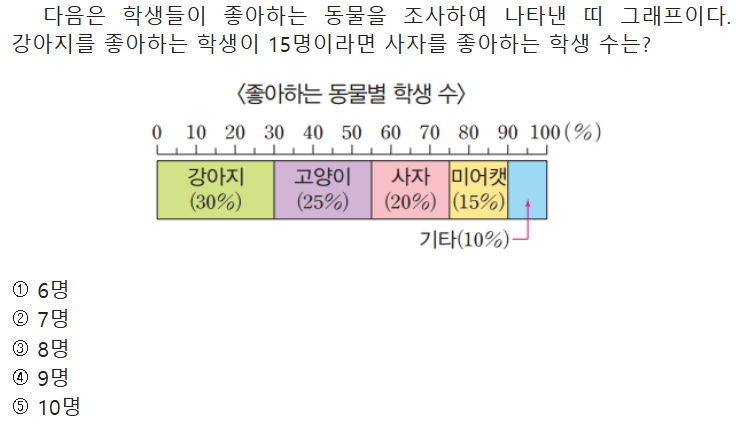 다음은 학생들이 좋아하는 동물을 조사하여 나타낸 띠 그래프이다.
강아지를 좋아하는 학생이 15명이라면 사자를 좋아하는 학생 수는?
〈좋아하는 동물별 학생 수〉
0 10 20 30 40 50 60 70 80 90 100(%)
강아지 고양이 사자 미어캣
(30%) (25%) (20%) (15%)
기타(10%)
① 6명
② 7명
③ 8명
④ 9명
⑤ 10명